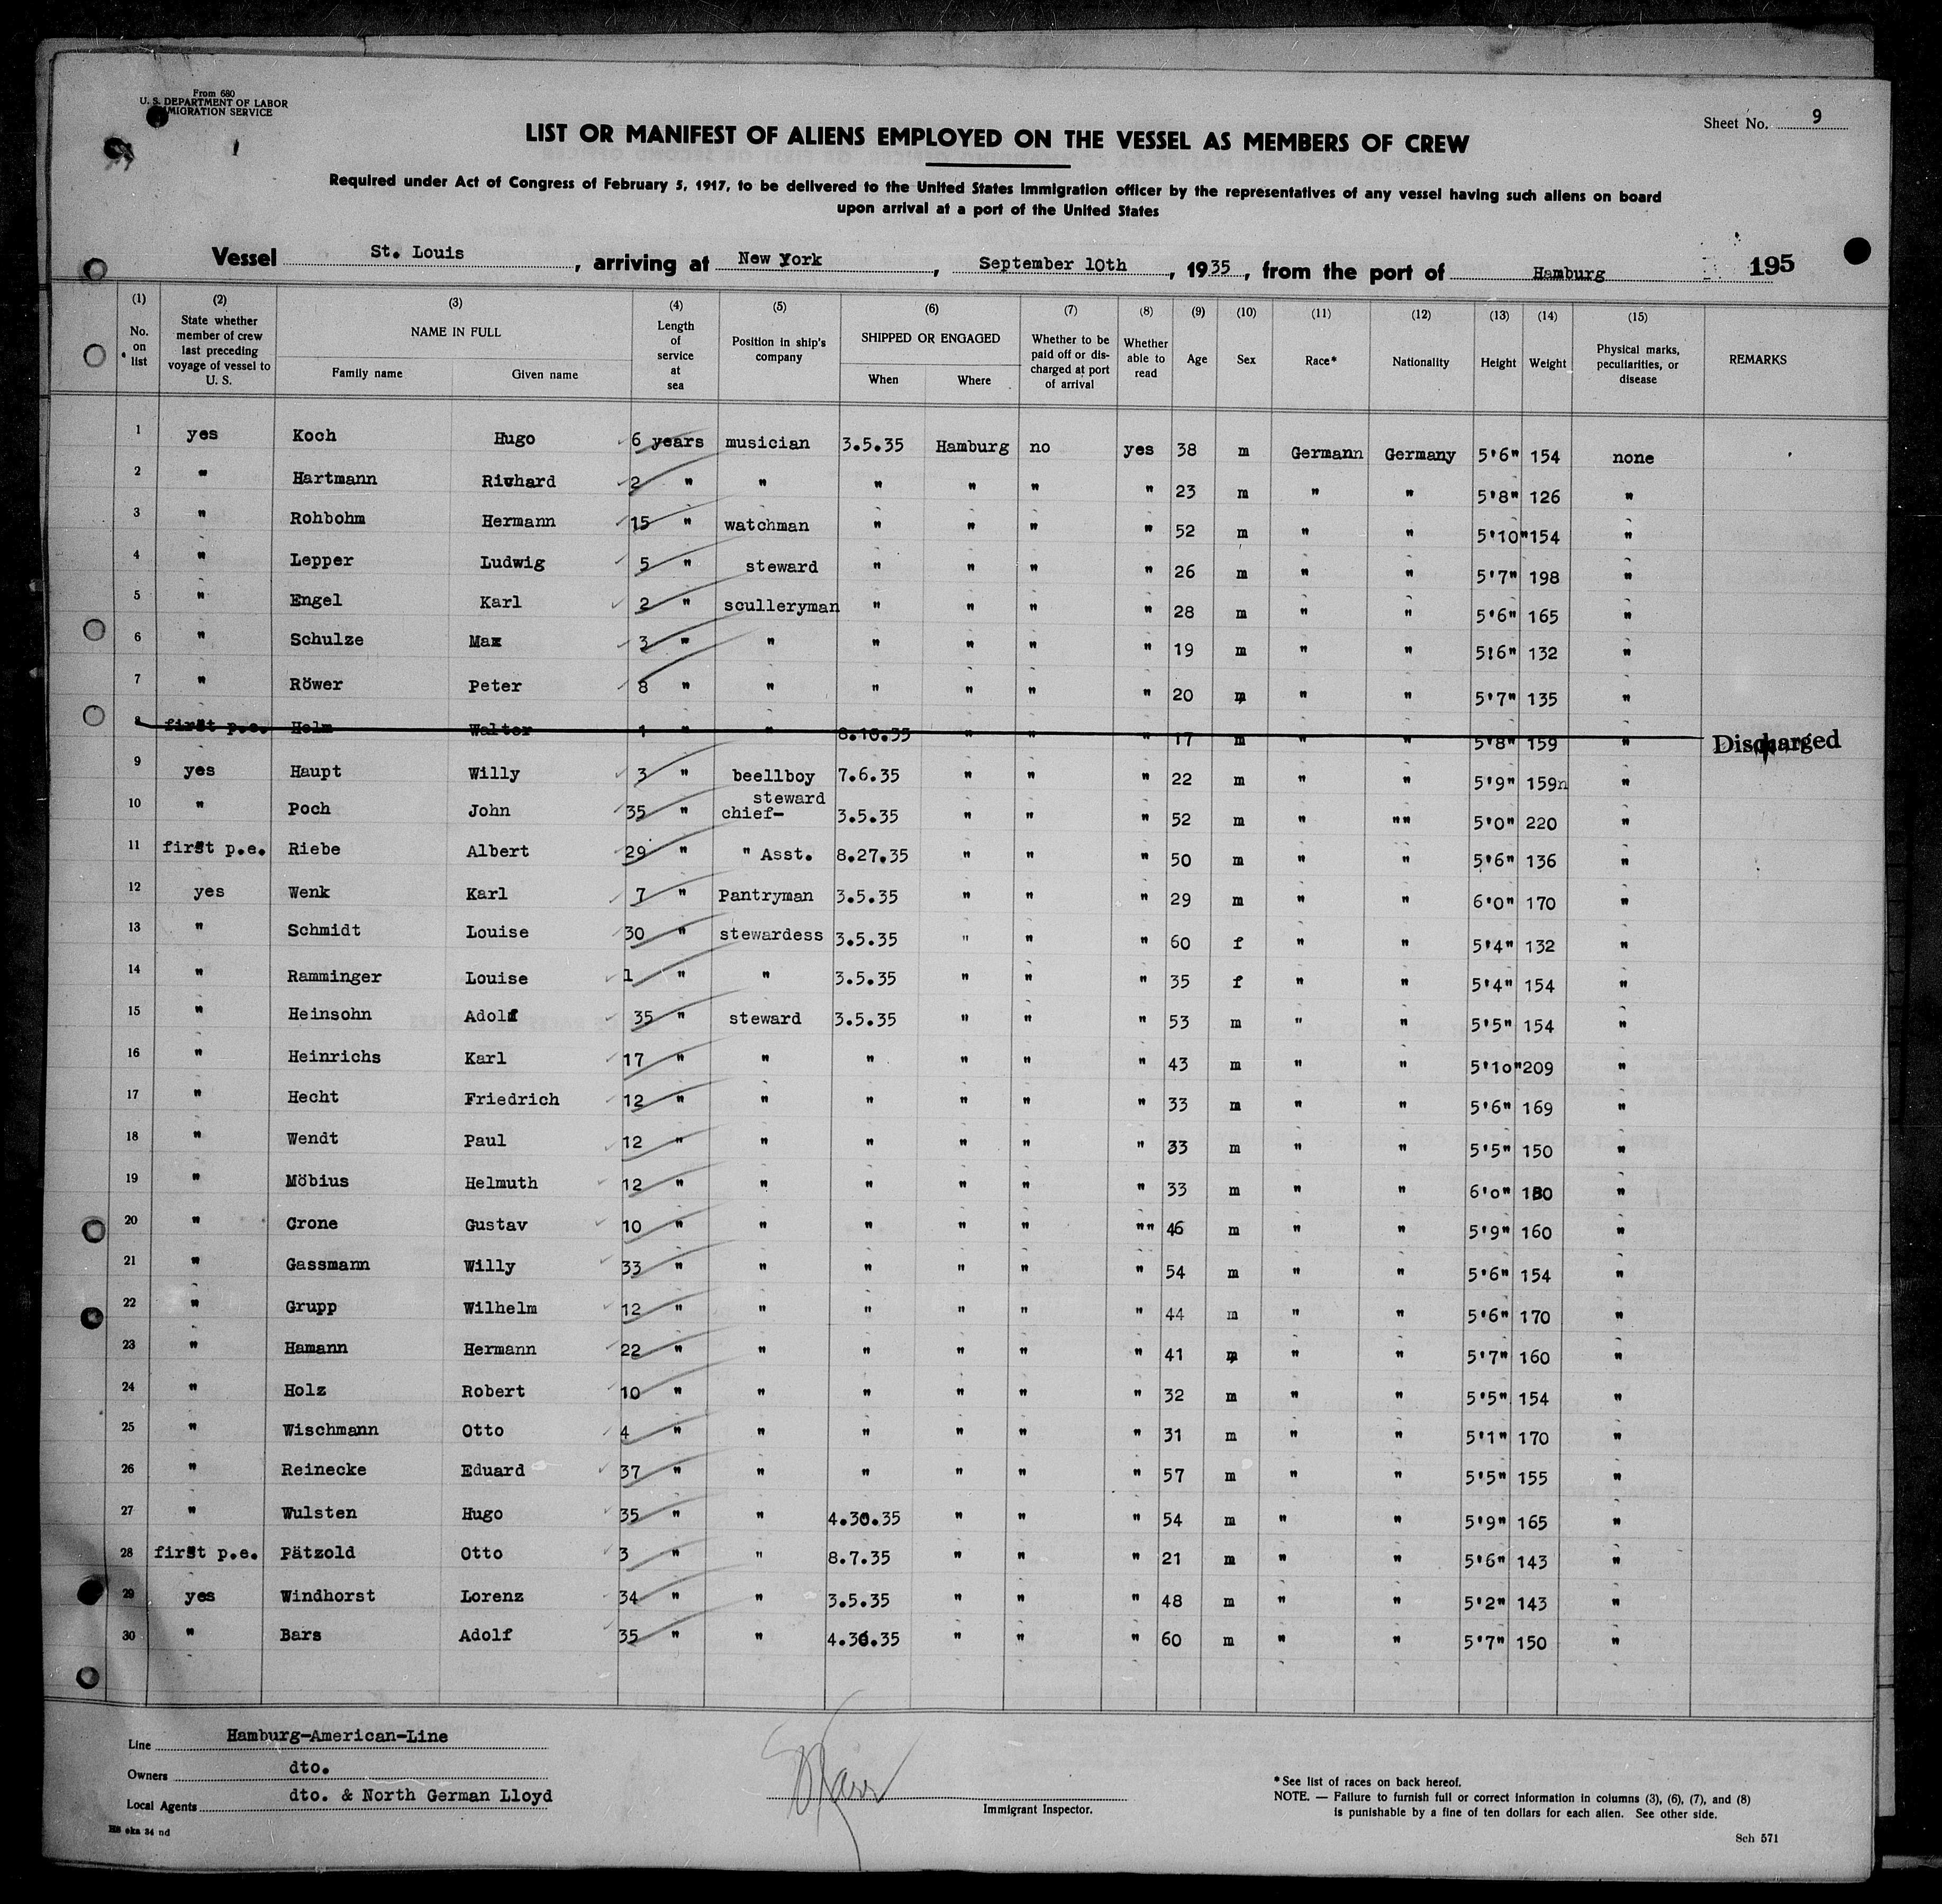 From 680
U. S. DEPARTMENT OF LABOR
IMMIGRATION SERVICE
Sheet No. 9
LIST OR MANIFEST OF ALIENS EMPLOYED ON THE VESSEL AS MEMBERS OF CREW
Required under Act of Congress of February 5, 1917, to be delivered to the United States immigration officer by the representatives of any vessel having such aliens on board
upon arrival at a port of the United States
Vessel St. Louis, arriving at New York, September 10th, 1935, from the port of Hamburg 195
(1) No. on list (2) State whether member of crew last preceding voyage of vessel to U. S. (3) NAME IN FULL Family name Given name (4) Length of service at sea (5) Position in ship's company (6) SHIPPED OR ENGAGED When Where (7) Whether to be paid off or discharged at port of arrival (8) Whether able to read (9) Age (10) Sex (11) Race* (12) Nationality (13) Height (14) Weight (15) Physical marks, peculiarities, or disease REMARKS
1 yes Koch Hugo 6 years musician 3.5.35 Hamburg no yes 38 m Germann Germany 5'6" 154 none
2 " Hartmann Richard 2 " " " " " " 23 m " " 5'8" 126 "
3 " Rohbohm Hermann 15 " watchman " " " " 52 m " " 5'10" 154 "
4 " Lepper Ludwig 5 " steward " " " " 26 m " " 5'7" 198 "
5 " Engel Karl 2 " sculleryman " " " " 28 m " " 5'6" 165 "
6 " Schulze Max 3 " " " " " " 19 m " " 5!6" 132 "
7 " Röwer Peter 8 " " " " " " 20 m " " 5'7" 135 "
8 first p.e. Helm Walter 1 " " 8.10.35 " " " 17 m " " 5'8" 159 " Discharged
9 yes Haupt Willy 3 " beellboy 7.6.35 " " " 22 m " " 5'9" 159n "
10 " Poch John 35 " steward chief- 3.5.35 " " " 52 m " "" 5'0" 220 "
11 first p.e. Riebe Albert 29 " " Asst. 8.27.35 " " " 50 m " " 5'6" 136 "
12 yes Wenk Karl 7 " Pantryman 3.5.35 " " " 29 m " " 6'0" 170 "
13 " Schmidt Louise 30 " stewardess 3.5.35 " " " 60 f " " 5'4" 132 "
14 " Ramminger Louise 1 " " 3.5.35 " " " 35 f " " 5'4" 154 "
15 " Heinsohn Adolf 35 " steward 3.5.35 " " " 53 m " " 5'5" 154 "
16 " Heinrichs Karl 17 " " " " " " 43 m " " 5'10" 209 "
17 " Hecht Friedrich 12 " " " " " " 33 m " " 5'6" 169 "
18 " Wendt Paul 12 " " " " " " 33 m " " 5'5" 150 "
19 " Möbius Helmuth 12 " " " " " " 33 m " " 6'0" 180 "
20 " Crone Gustav 10 " " " " " "" 46 m " " 5'9" 160 "
21 " Gassmann Willy 33 " " " " " " 54 m " " 5'6" 154 "
22 " Grupp Wilhelm 12 " " " " " " 44 m " " 5'6" 170 "
23 " Hamann Hermann 22 " " " " " " 41 m " " 5'7" 160 "
24 " Holz Robert 10 " " " " " " 32 m " " 5'5" 154 "
25 " Wischmann Otto 4 " " " " " " 31 m " " 5'1" 170 "
26 " Reinecke Eduard 37 " " " " " " 57 m " " 5'5" 155 "
27 " Wulsten Hugo 35 " " 4.30.35 " " " 54 m " " 5'9" 165 "
28 first p.e. Pätzold Otto 3 " " 8.7.35 " " " 21 m " " 5'6" 143 "
29 yes Windhorst Lorenz 34 " " 3.5.35 " " " 48 m " " 5'2" 143 "
30 " Bars Adolf 35 " " 4.30.35 " " " 60 m " " 5'7" 150 "
Line Hamburg-American-Line
Owners dto.
Local Agents dto. & North German Lloyd
Immigrant Inspector.
*See list of races on back hereof.
NOTE. — Failure to furnish full or correct information in columns (3), (6), (7), and (8)
is punishable by a fine of ten dollars for each alien. See other side.
Sch 571